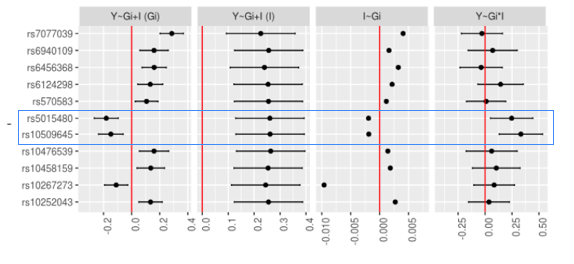 Y~Gi+I (Gi) Y~Gi+I (I) I~Gi Y~Gi*I
rs7077039
rs6940109
rs6456368
rs6124298
rs570583
rs5015480
rs10509645
rs10476539
rs10458159
rs10267273
rs10252043
-0.2 0.0 0.2 0.4 0.0 0.1 0.2 0.3 0.4 -0.010 -0.005 0.000 0.005 -0.25 0.00 0.25 0.50